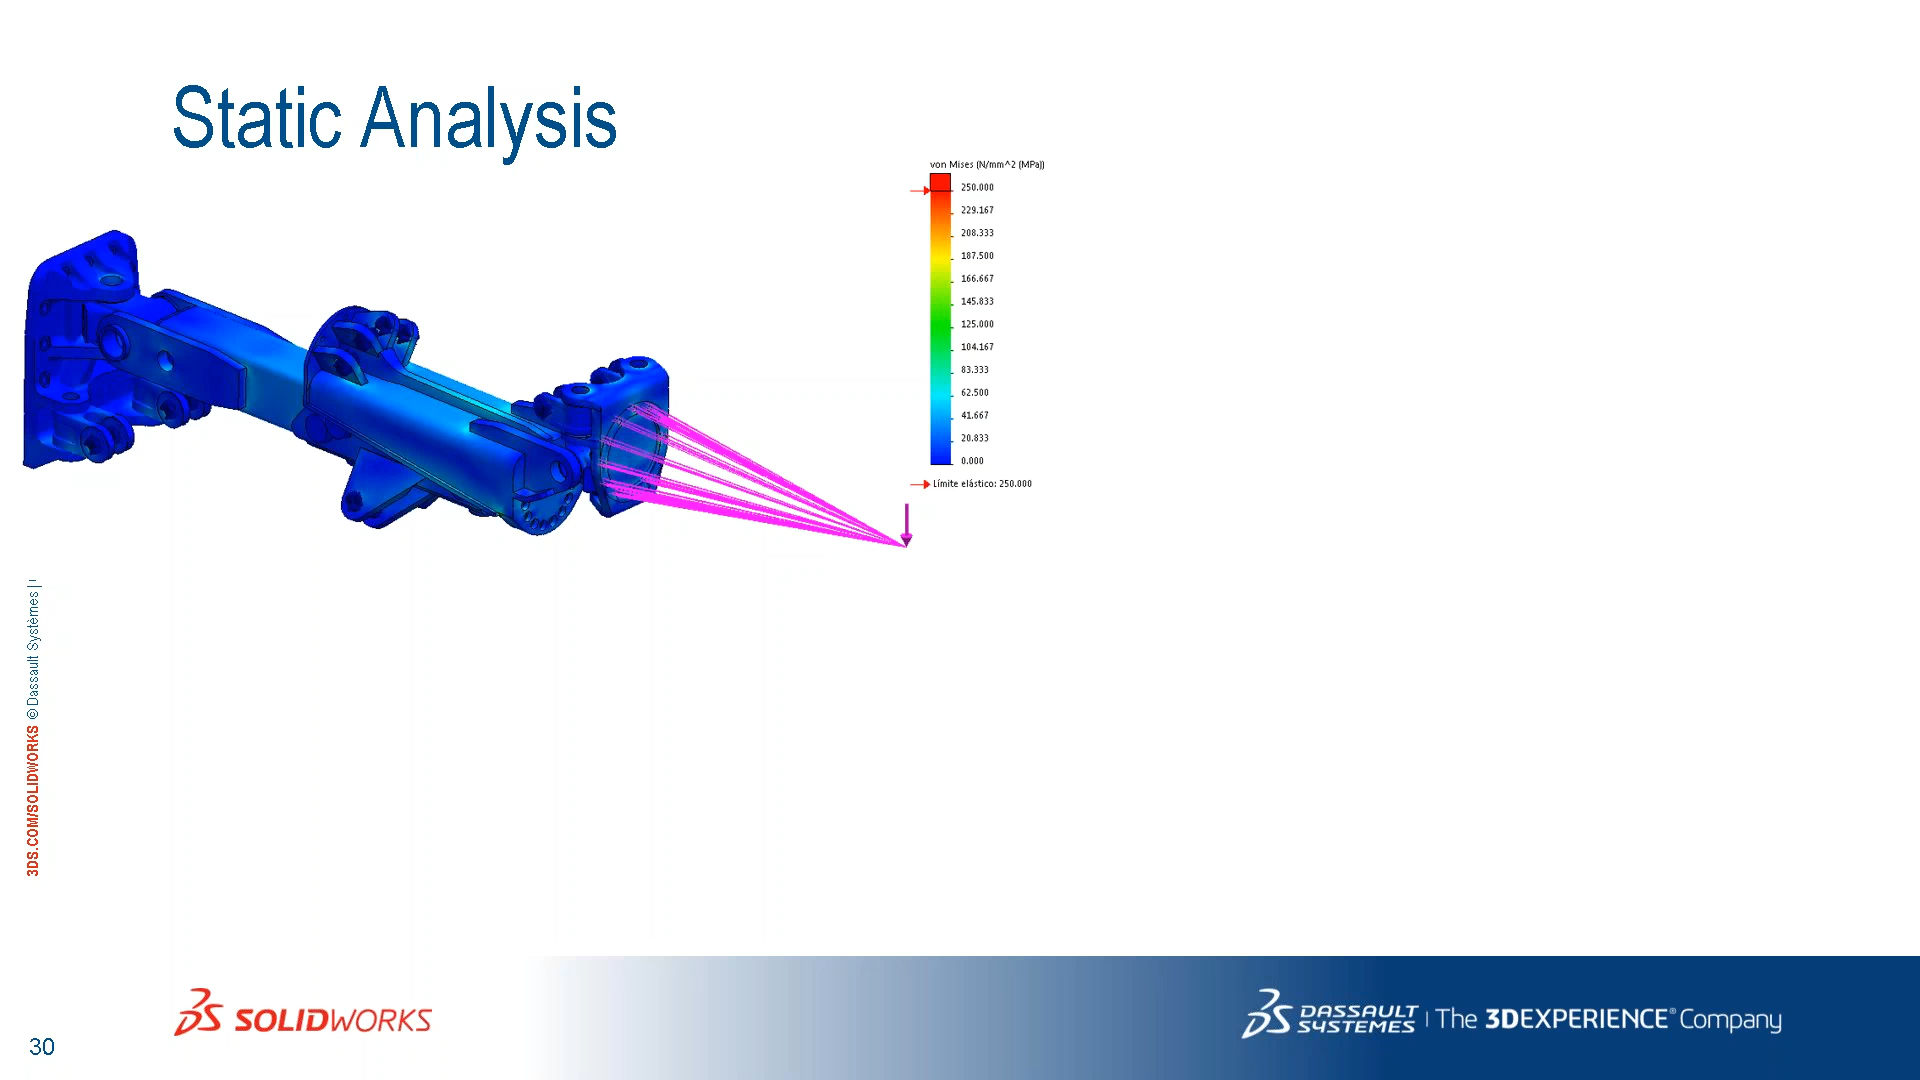 Static Analysis
von Mises (N/mm^2 (MPa))
250.000
229.167
208.333
187.500
166.667
145.833
125.000
104.167
83.333
62.500
41.667
20.833
0.000
Límite elástico: 250.000
3DS.COM/SOLIDWORKS © Dassault Systèmes |
SOLIDWORKS
DASSAULT SYSTEMES | The 3DEXPERIENCE® Company
30